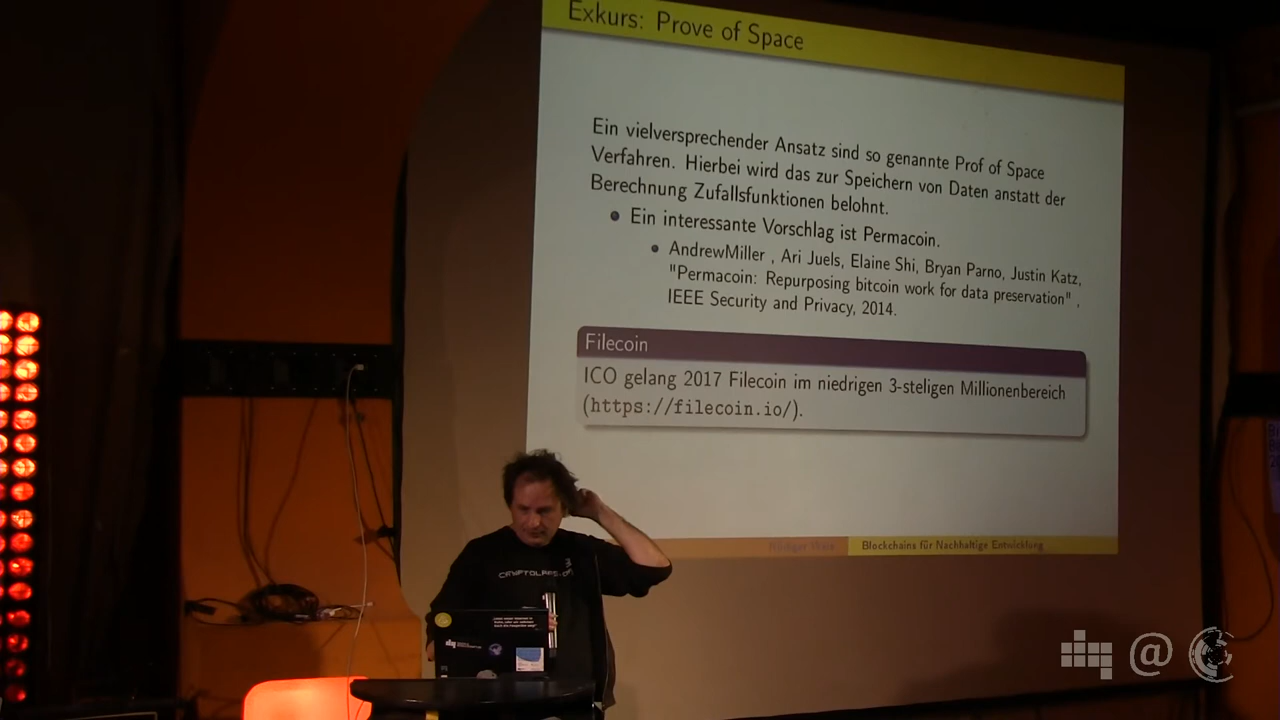 Exkurs: Prove of Space
Ein vielversprechender Ansatz sind so genannte Prof of Space
Verfahren. Hierbei wird das zur Speichern von Daten anstatt der
Berechnung Zufallsfunktionen belohnt.
Ein interessante Vorschlag ist Permacoin.
AndrewMiller , Ari Juels, Elaine Shi, Bryan Parno, Justin Katz,
"Permacoin: Repurposing bitcoin work for data preservation" ,
IEEE Security and Privacy, 2014.
Filecoin
ICO gelang 2017 Filecoin im niedrigen 3-steligen Millionenbereich
(https://filecoin.io/).
Blockchains für Nachhaltige Entwicklung
@